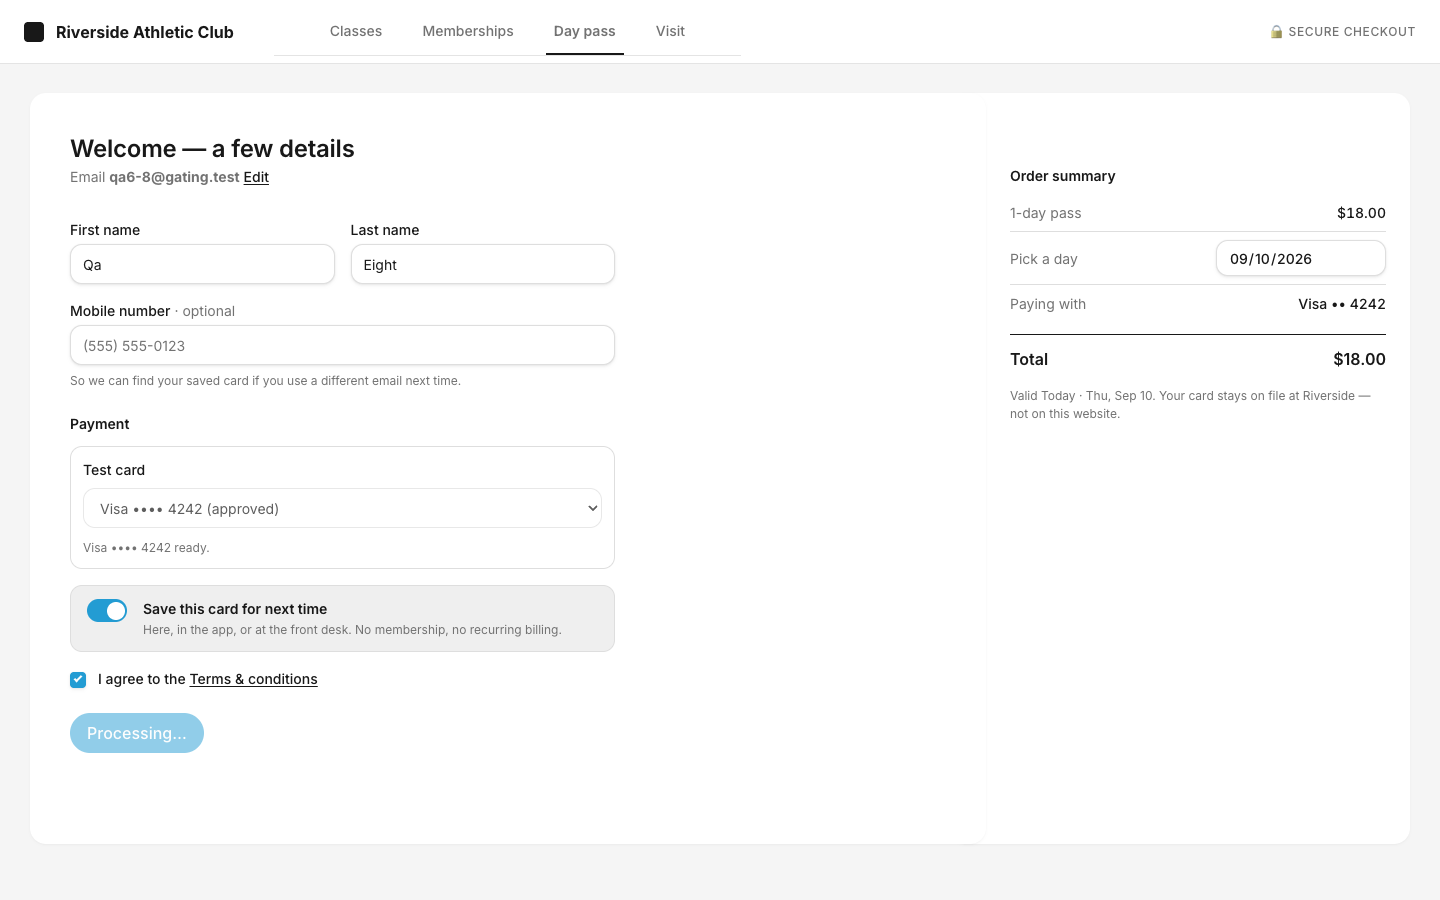 Riverside Athletic Club
Classes
Memberships
Day pass
Visit
🔒 SECURE CHECKOUT
Welcome — a few details
Email qa6-8@gating.test Edit
First name
Last name
Qa
Eight
Mobile number · optional
(555) 555-0123
So we can find your saved card if you use a different email next time.
Payment
Test card
Visa •••• 4242 (approved)
Visa •••• 4242 ready.
Save this card for next time
Here, in the app, or at the front desk. No membership, no recurring billing.
I agree to the Terms & conditions
Processing...
Order summary
1-day pass $18.00
Pick a day 09/10/2026
Paying with Visa •• 4242
Total $18.00
Valid Today · Thu, Sep 10. Your card stays on file at Riverside —
not on this website.